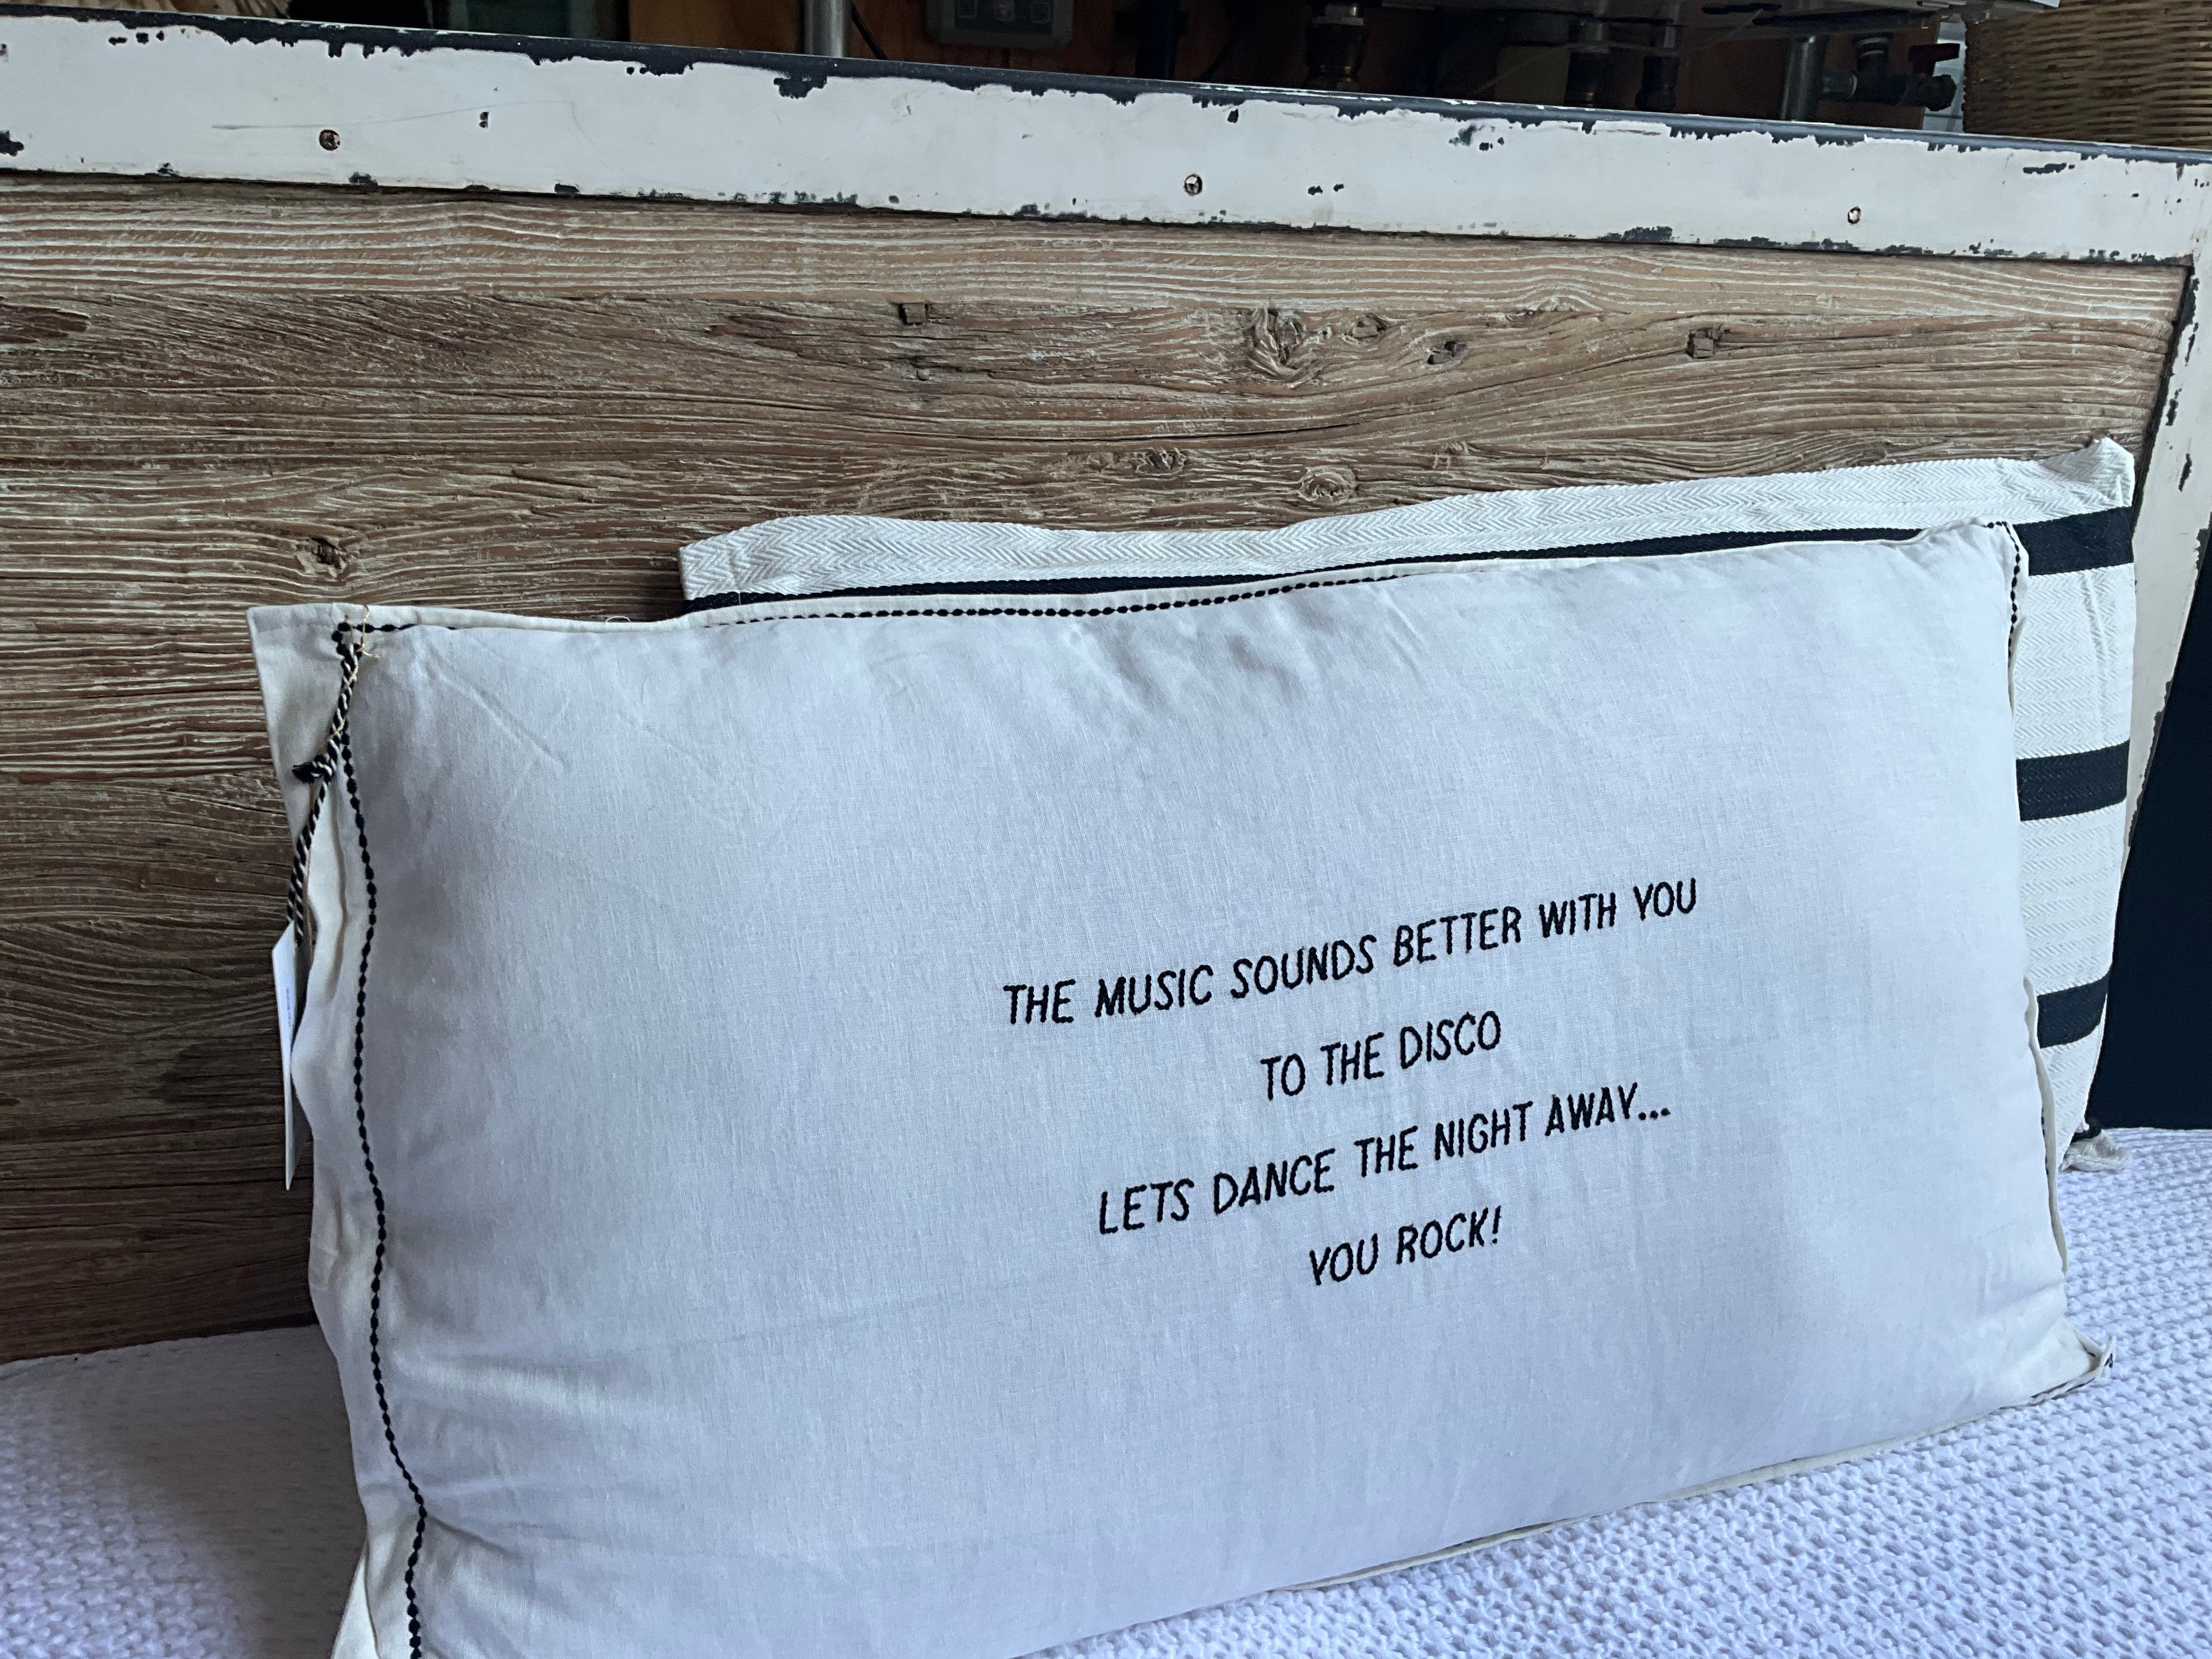 THE MUSIC SOUNDS BETTER WITH YOU
TO THE DISCO
LETS DANCE THE NIGHT AWAY...
YOU ROCK!